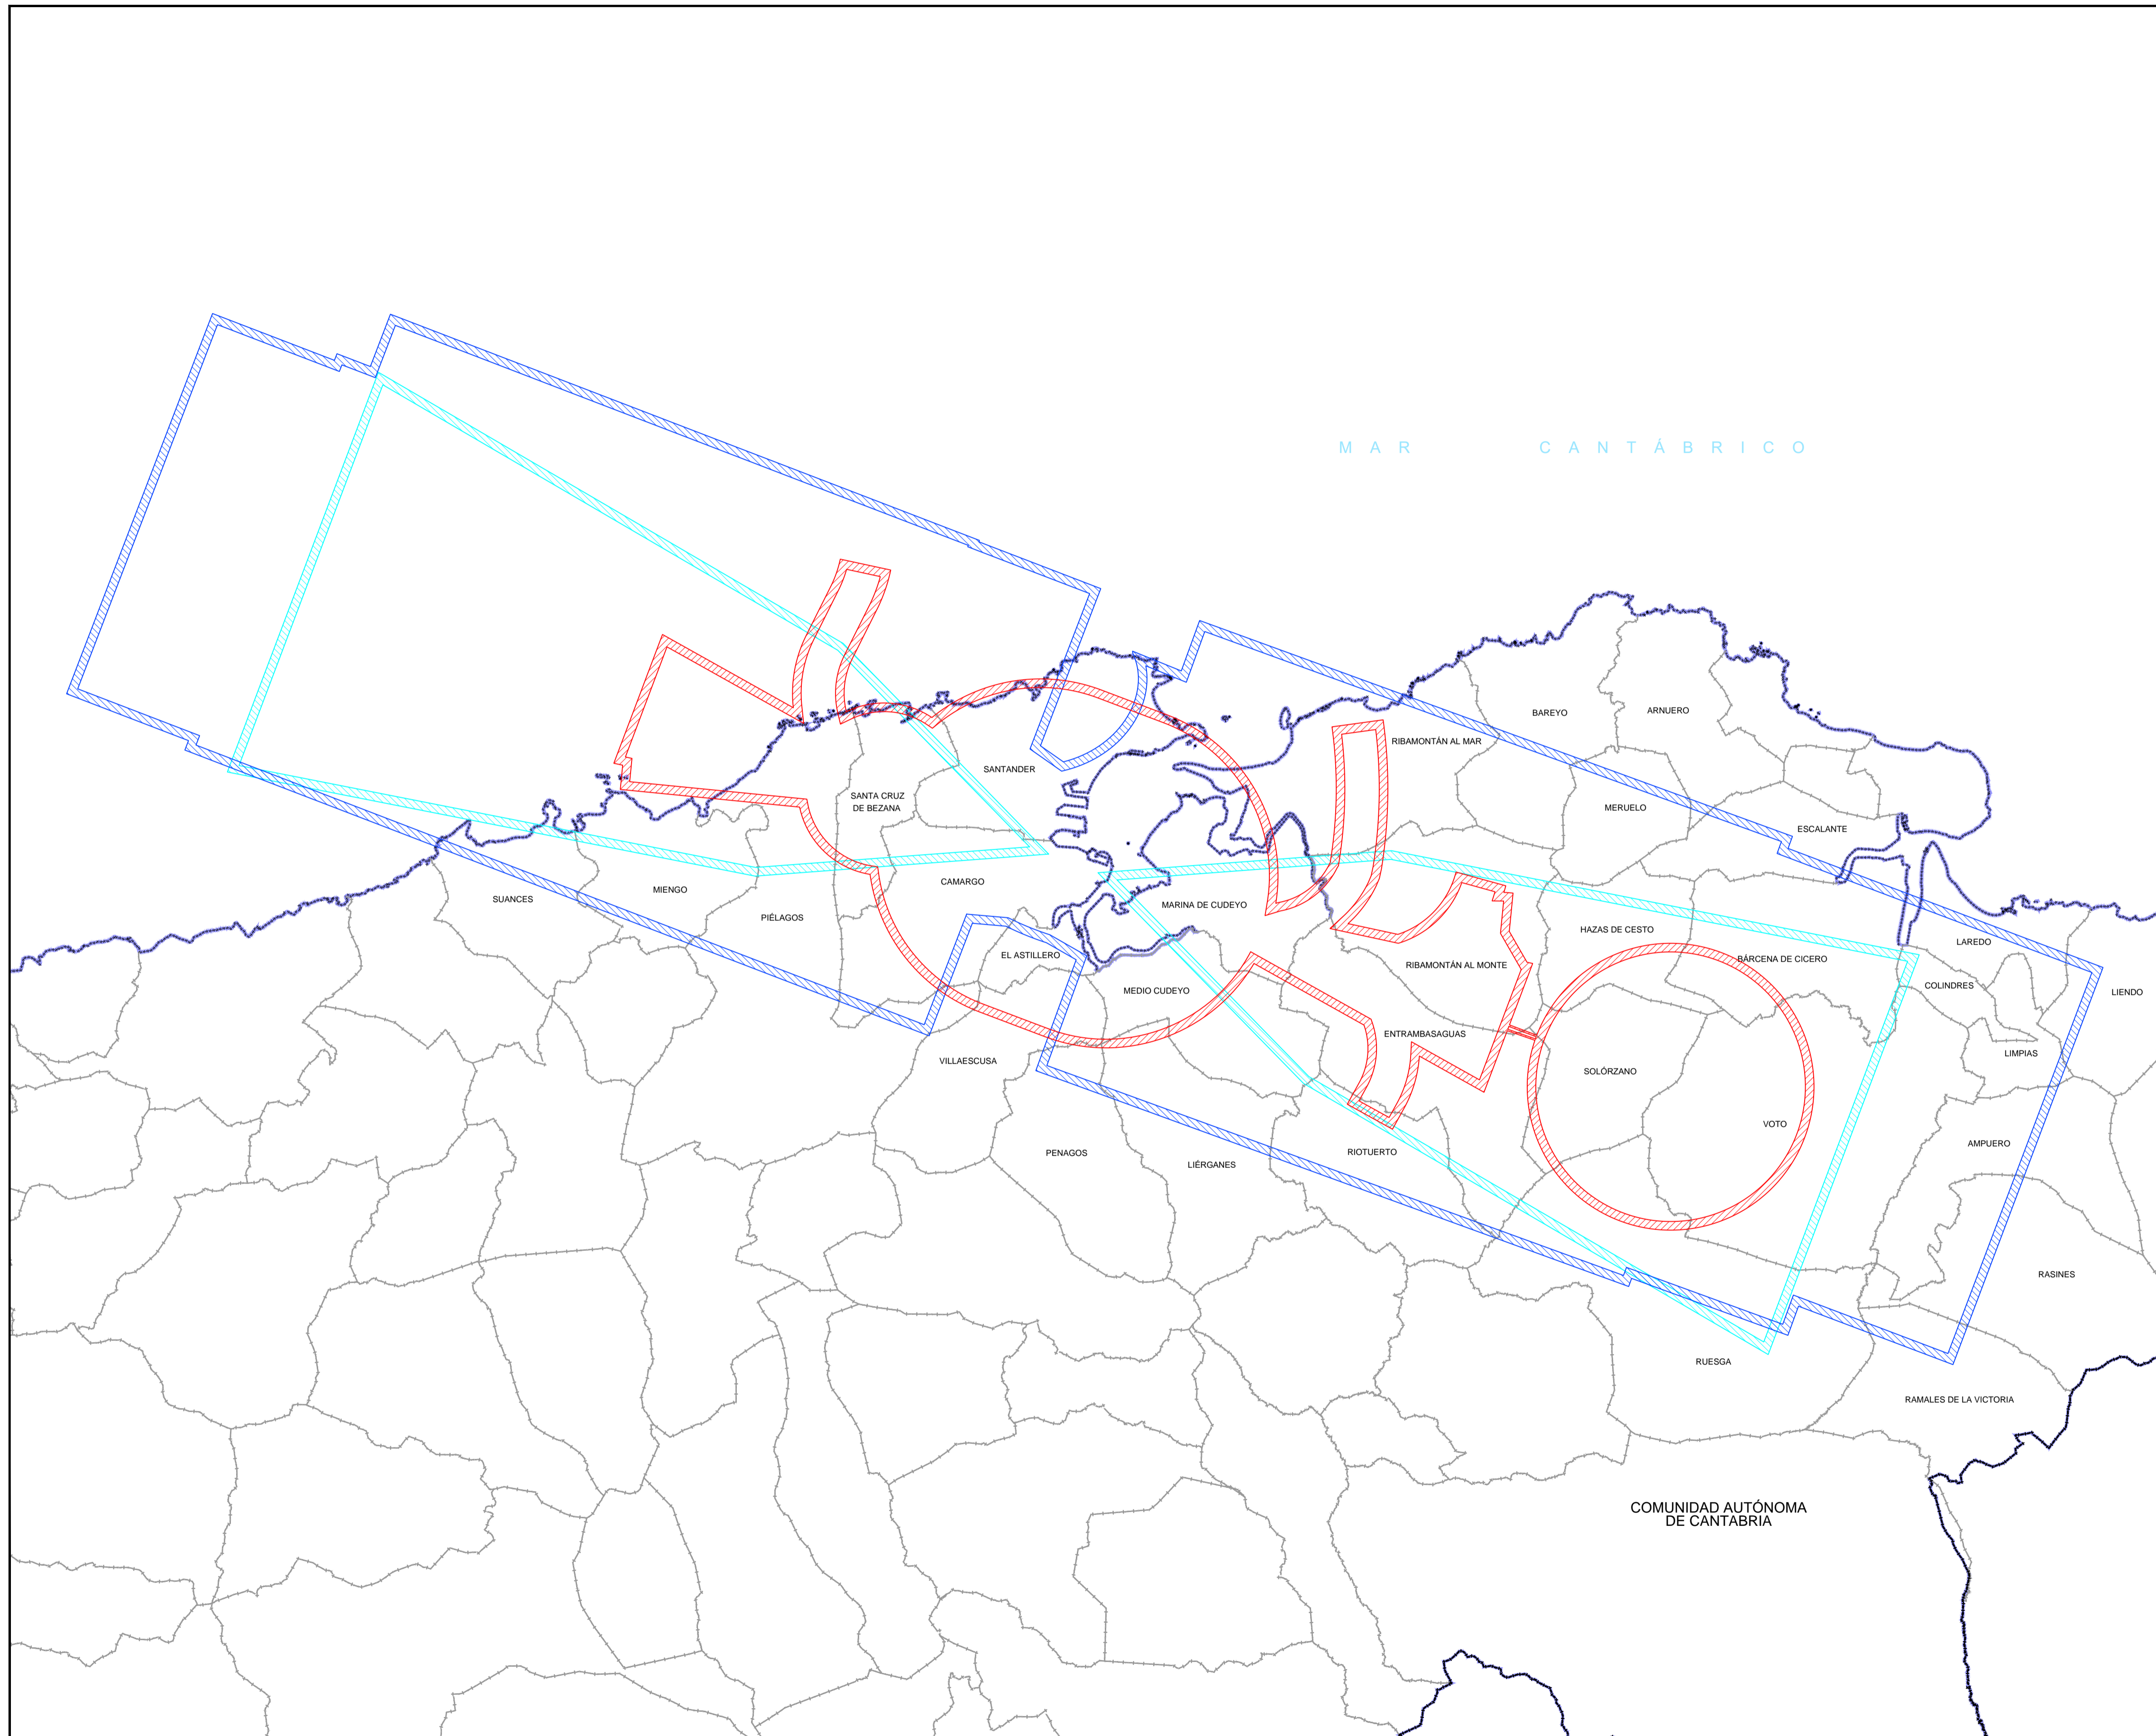 MAR CANTÁBRICO
BAREYO
ARNUERO
RIBAMONTÁN AL MAR
SANTANDER
SANTA CRUZ
DE BEZANA
MERUELO
ESCALANTE
CAMARGO
MIENGO
SUANCES
PIÉLAGOS
MARINA DE CUDEYO
HAZAS DE CESTO
LAREDO
EL ASTILLERO
RIBAMONTÁN AL MONTE
BÁRCENA DE CICERO
COLINDRES
LIENDO
MEDIO CUDEYO
ENTRAMBASAGUAS
VILLAESCUSA
LIMPIAS
SOLÓRZANO
VOTO
AMPUERO
PENAGOS
LIÉRGANES
RIOTUERTO
RASINES
RUESGA
RAMALES DE LA VICTORIA
COMUNIDAD AUTÓNOMA
DE CANTABRIA